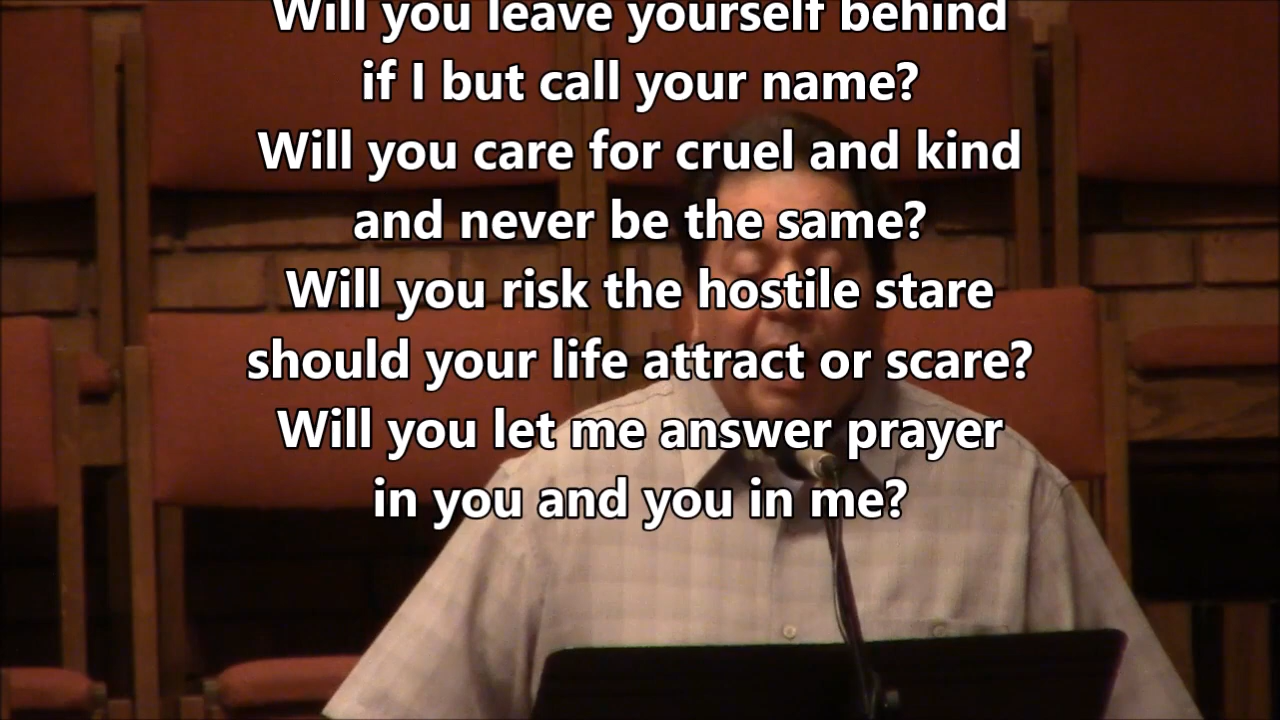 Will you leave yourself behind
if I but call your name?
Will you care for cruel and kind
and never be the same?
Will you risk the hostile stare
should your life attract or scare?
Will you let me answer prayer
in you and you in me?